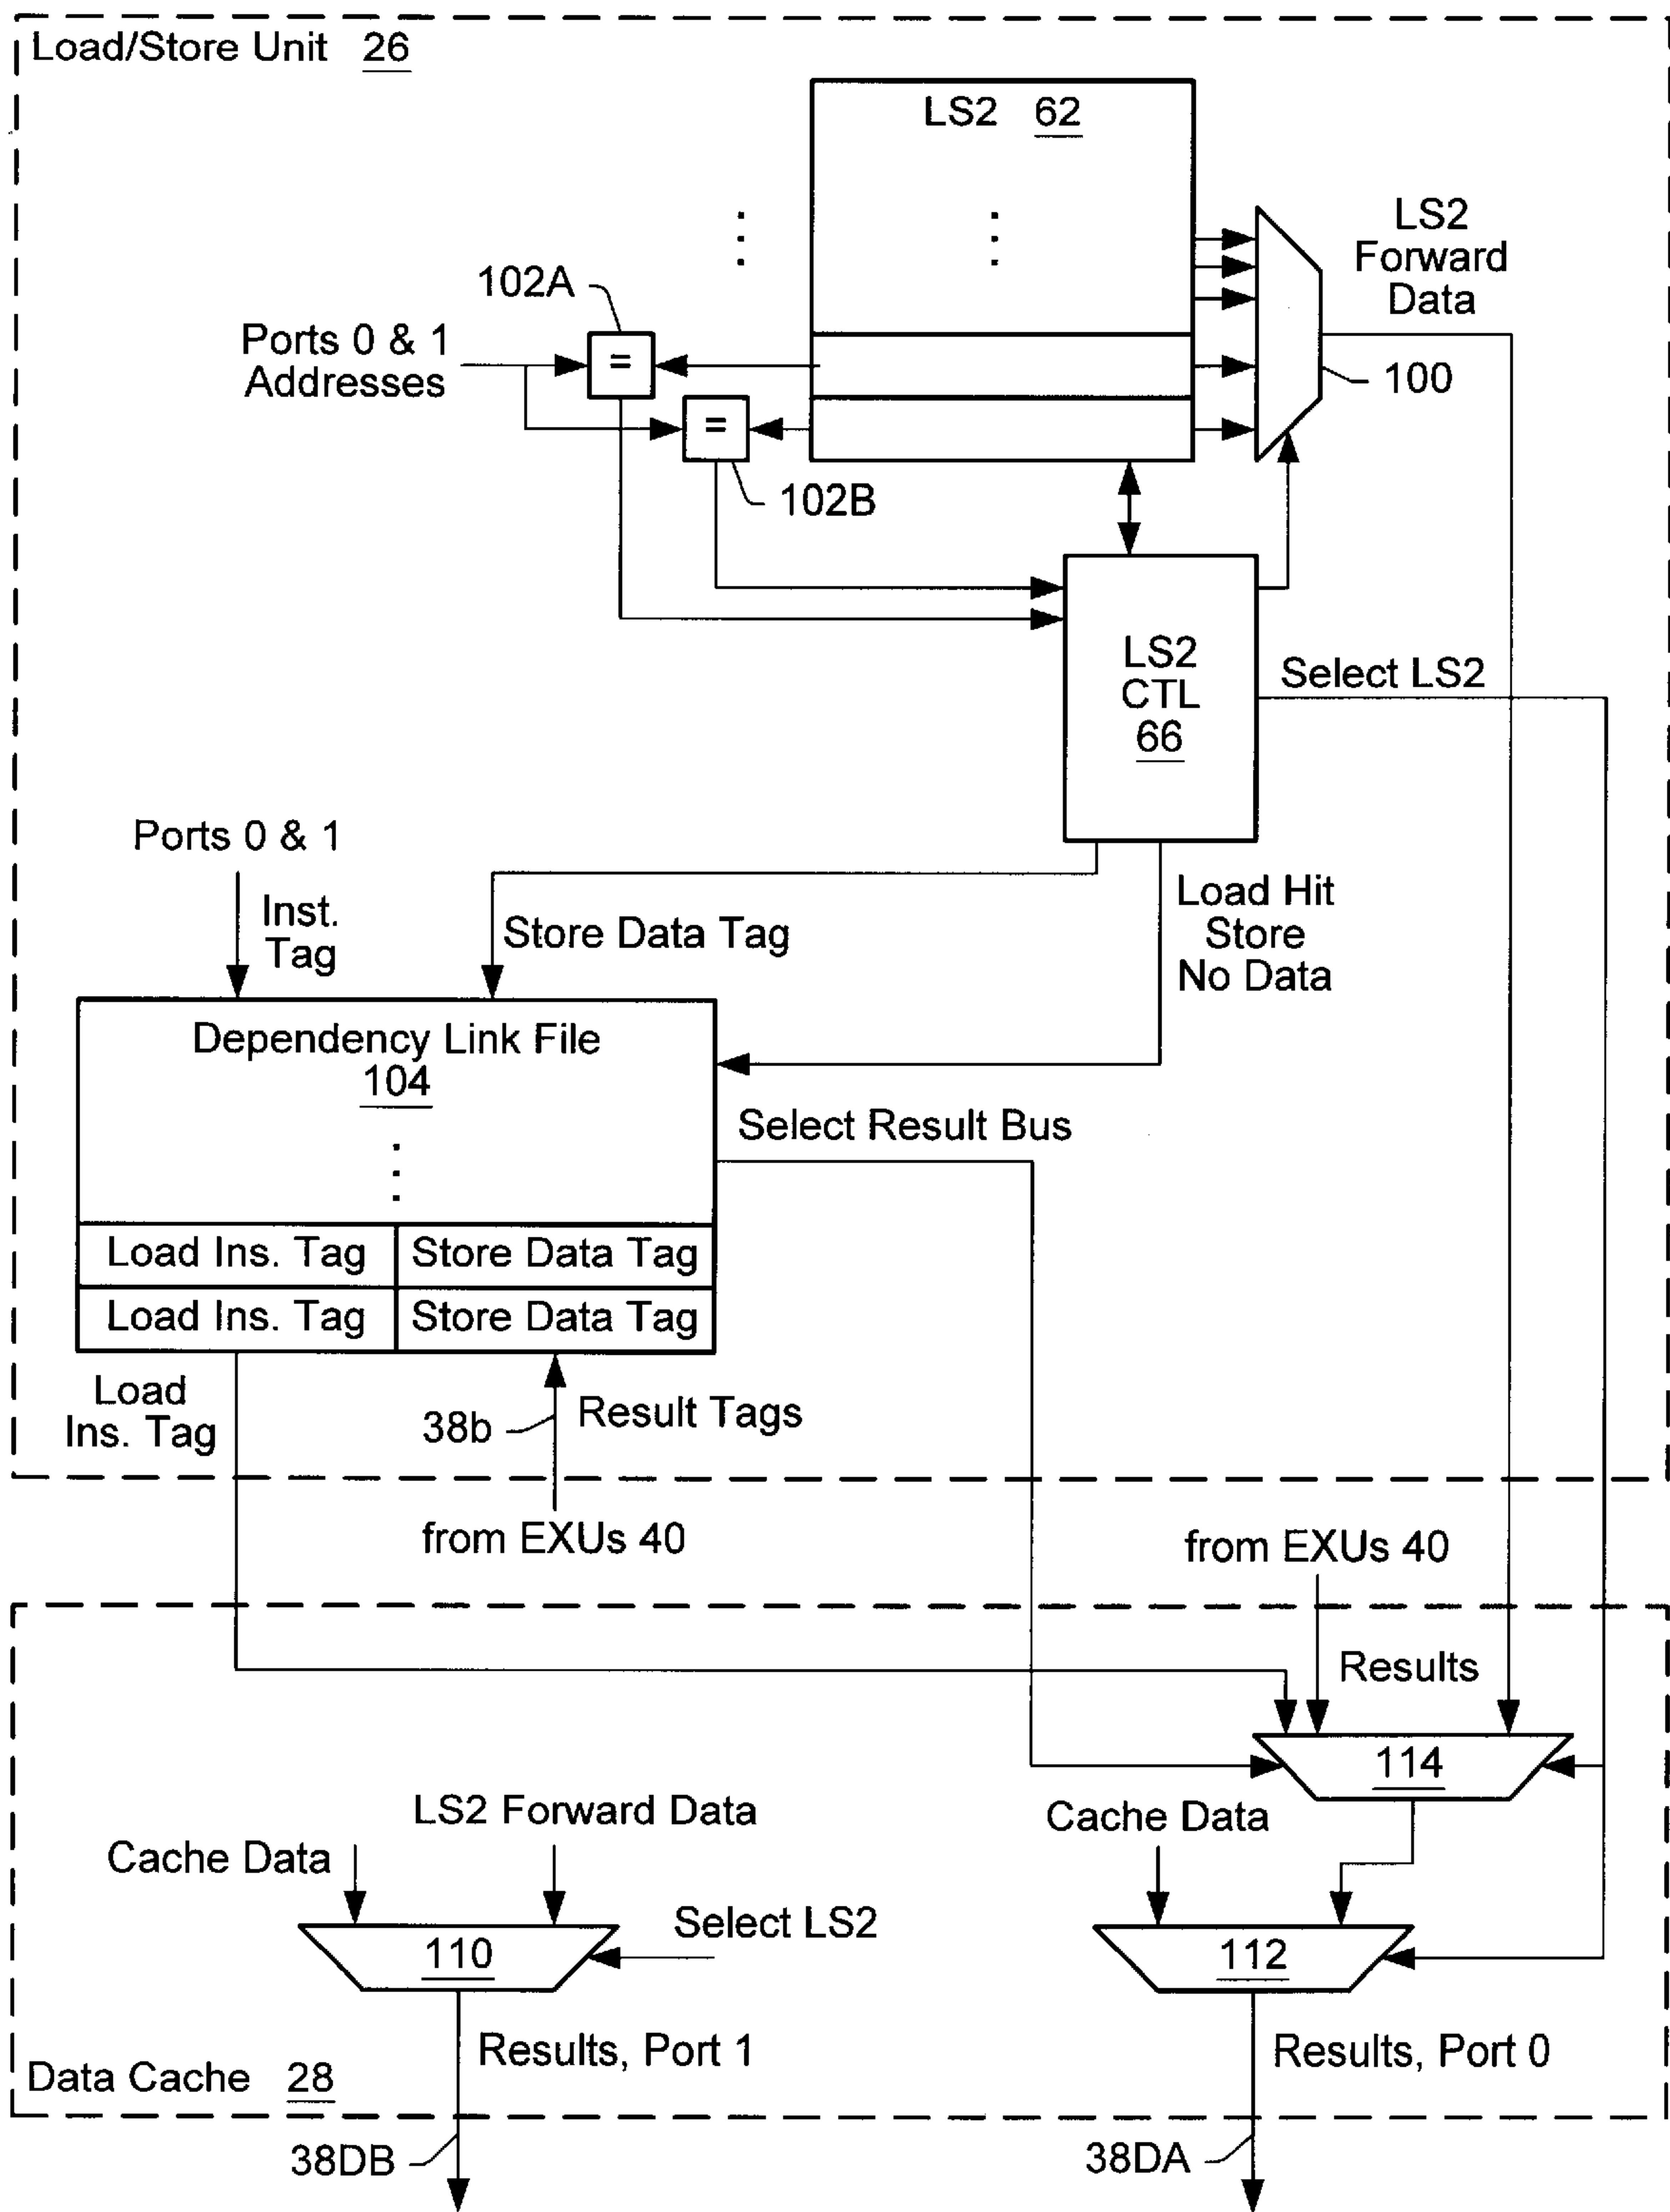 Load/Store Unit 26
LS2 62
LS2
Forward
Data
102A
Ports 0 & 1
Addresses
=
100
=
102B
LS2
CTL
66
Select LS2
Ports 0 & 1
Inst.
Tag
Store Data Tag
Load Hit
Store
No Data
Dependency Link File
104
Select Result Bus
Load Ins. Tag Store Data Tag
Load Ins. Tag Store Data Tag
Load
Ins. Tag
38b
Result Tags
from EXUs 40
from EXUs 40
Results
114
LS2 Forward Data
Cache Data
Cache Data
Select LS2
110
112
Results, Port 1
Results, Port 0
Data Cache 28
38DB
38DA